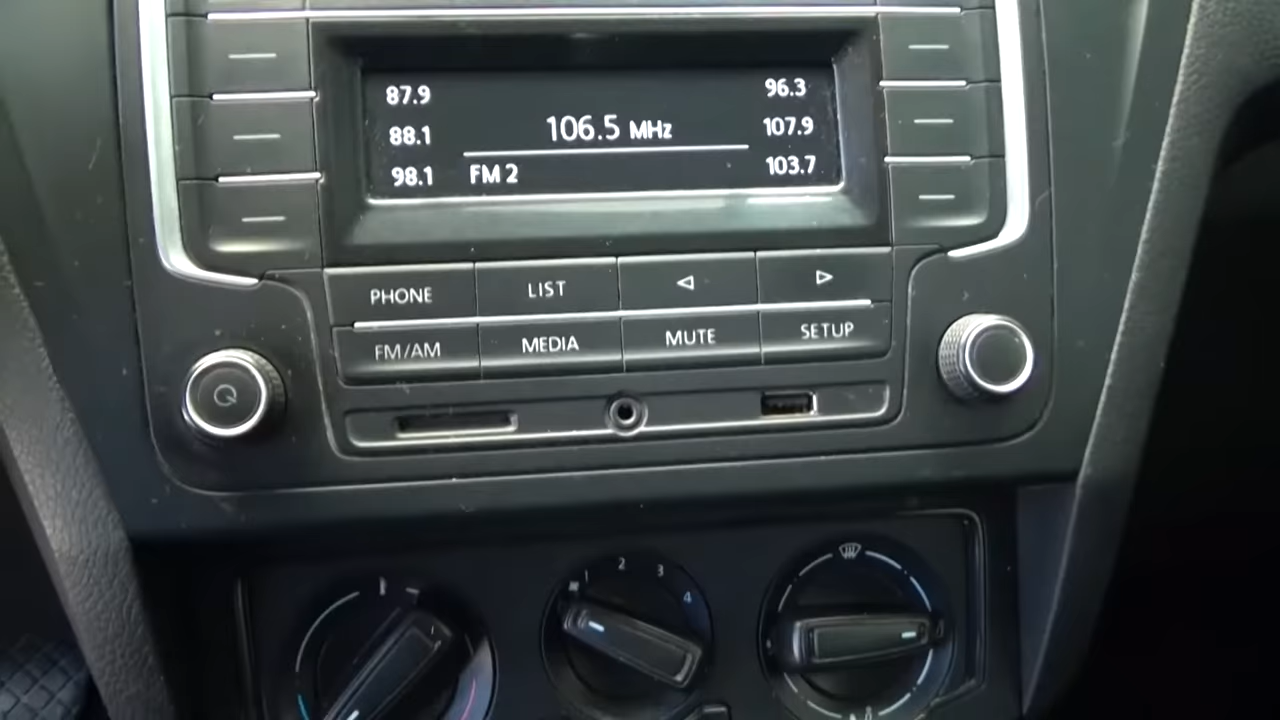 87.9
96.3
106.5 MHz
88.1
107.9
98.1
FM 2
103.7
PHONE
LIST
FM/AM
MEDIA
MUTE
SETUP
1
2
3
4